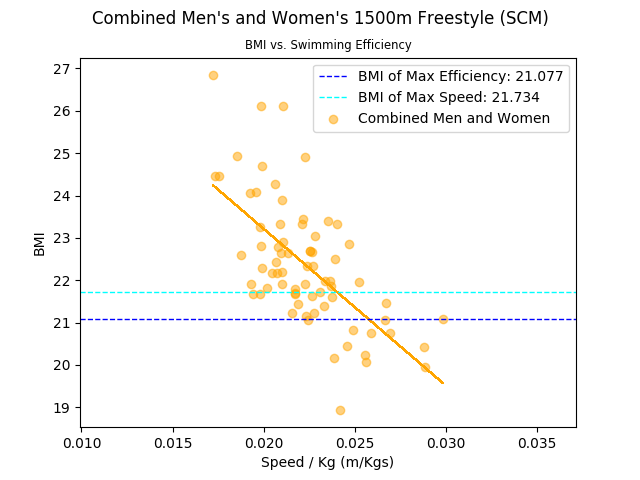 Combined Men's and Women's 1500m Freestyle (SCM)
BMI vs. Swimming Efficiency
BMI of Max Efficiency: 21.077
BMI of Max Speed: 21.734
Combined Men and Women
27
26
25
24
23
22
21
20
19
BMI
0.010
0.015
0.020
0.025
0.030
0.035
Speed / Kg (m/Kgs)